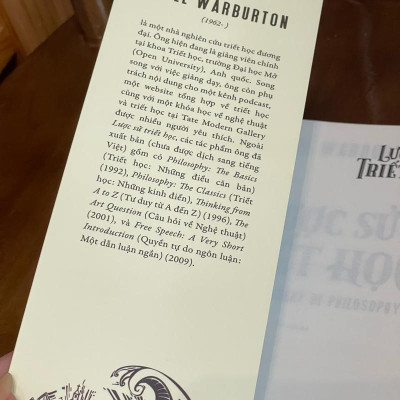 WARBURTON
(1962- )
là một nhà nghiên cứu triết học đương
đại. Ông hiện đang là giảng viên chính
tại khoa Triết học, trường Đại học Mở
(Open University), Anh quốc. Song
song với việc giảng dạy, ông còn phụ
trách nội dung cho một kênh podcast,
một website tổng hợp về triết học
cùng với một khóa học về nghệ thuật
và triết học tại Tate Modern Gallery
được nhiều người yêu thích. Ngoài
Lược sử triết học, các tác phẩm ông đã
xuất bản (chưa được dịch sang tiếng
Việt) gồm có Philosophy: The Basics
(Triết học: Những điều căn bản)
(1992), Philosophy: The Classics (Triết
học: Những kinh điển), Thinking from
A to Z (Tư duy từ A đến Z) (1996), The
Art Question (Câu hỏi về Nghệ thuật)
(2001), và Free Speech: A Very Short
Introduction (Quyền tự do ngôn luận:
Một dẫn luận ngắn) (2009).
LƯ
TRIẾT
SỬ
HỌC
PHILOSOPHY